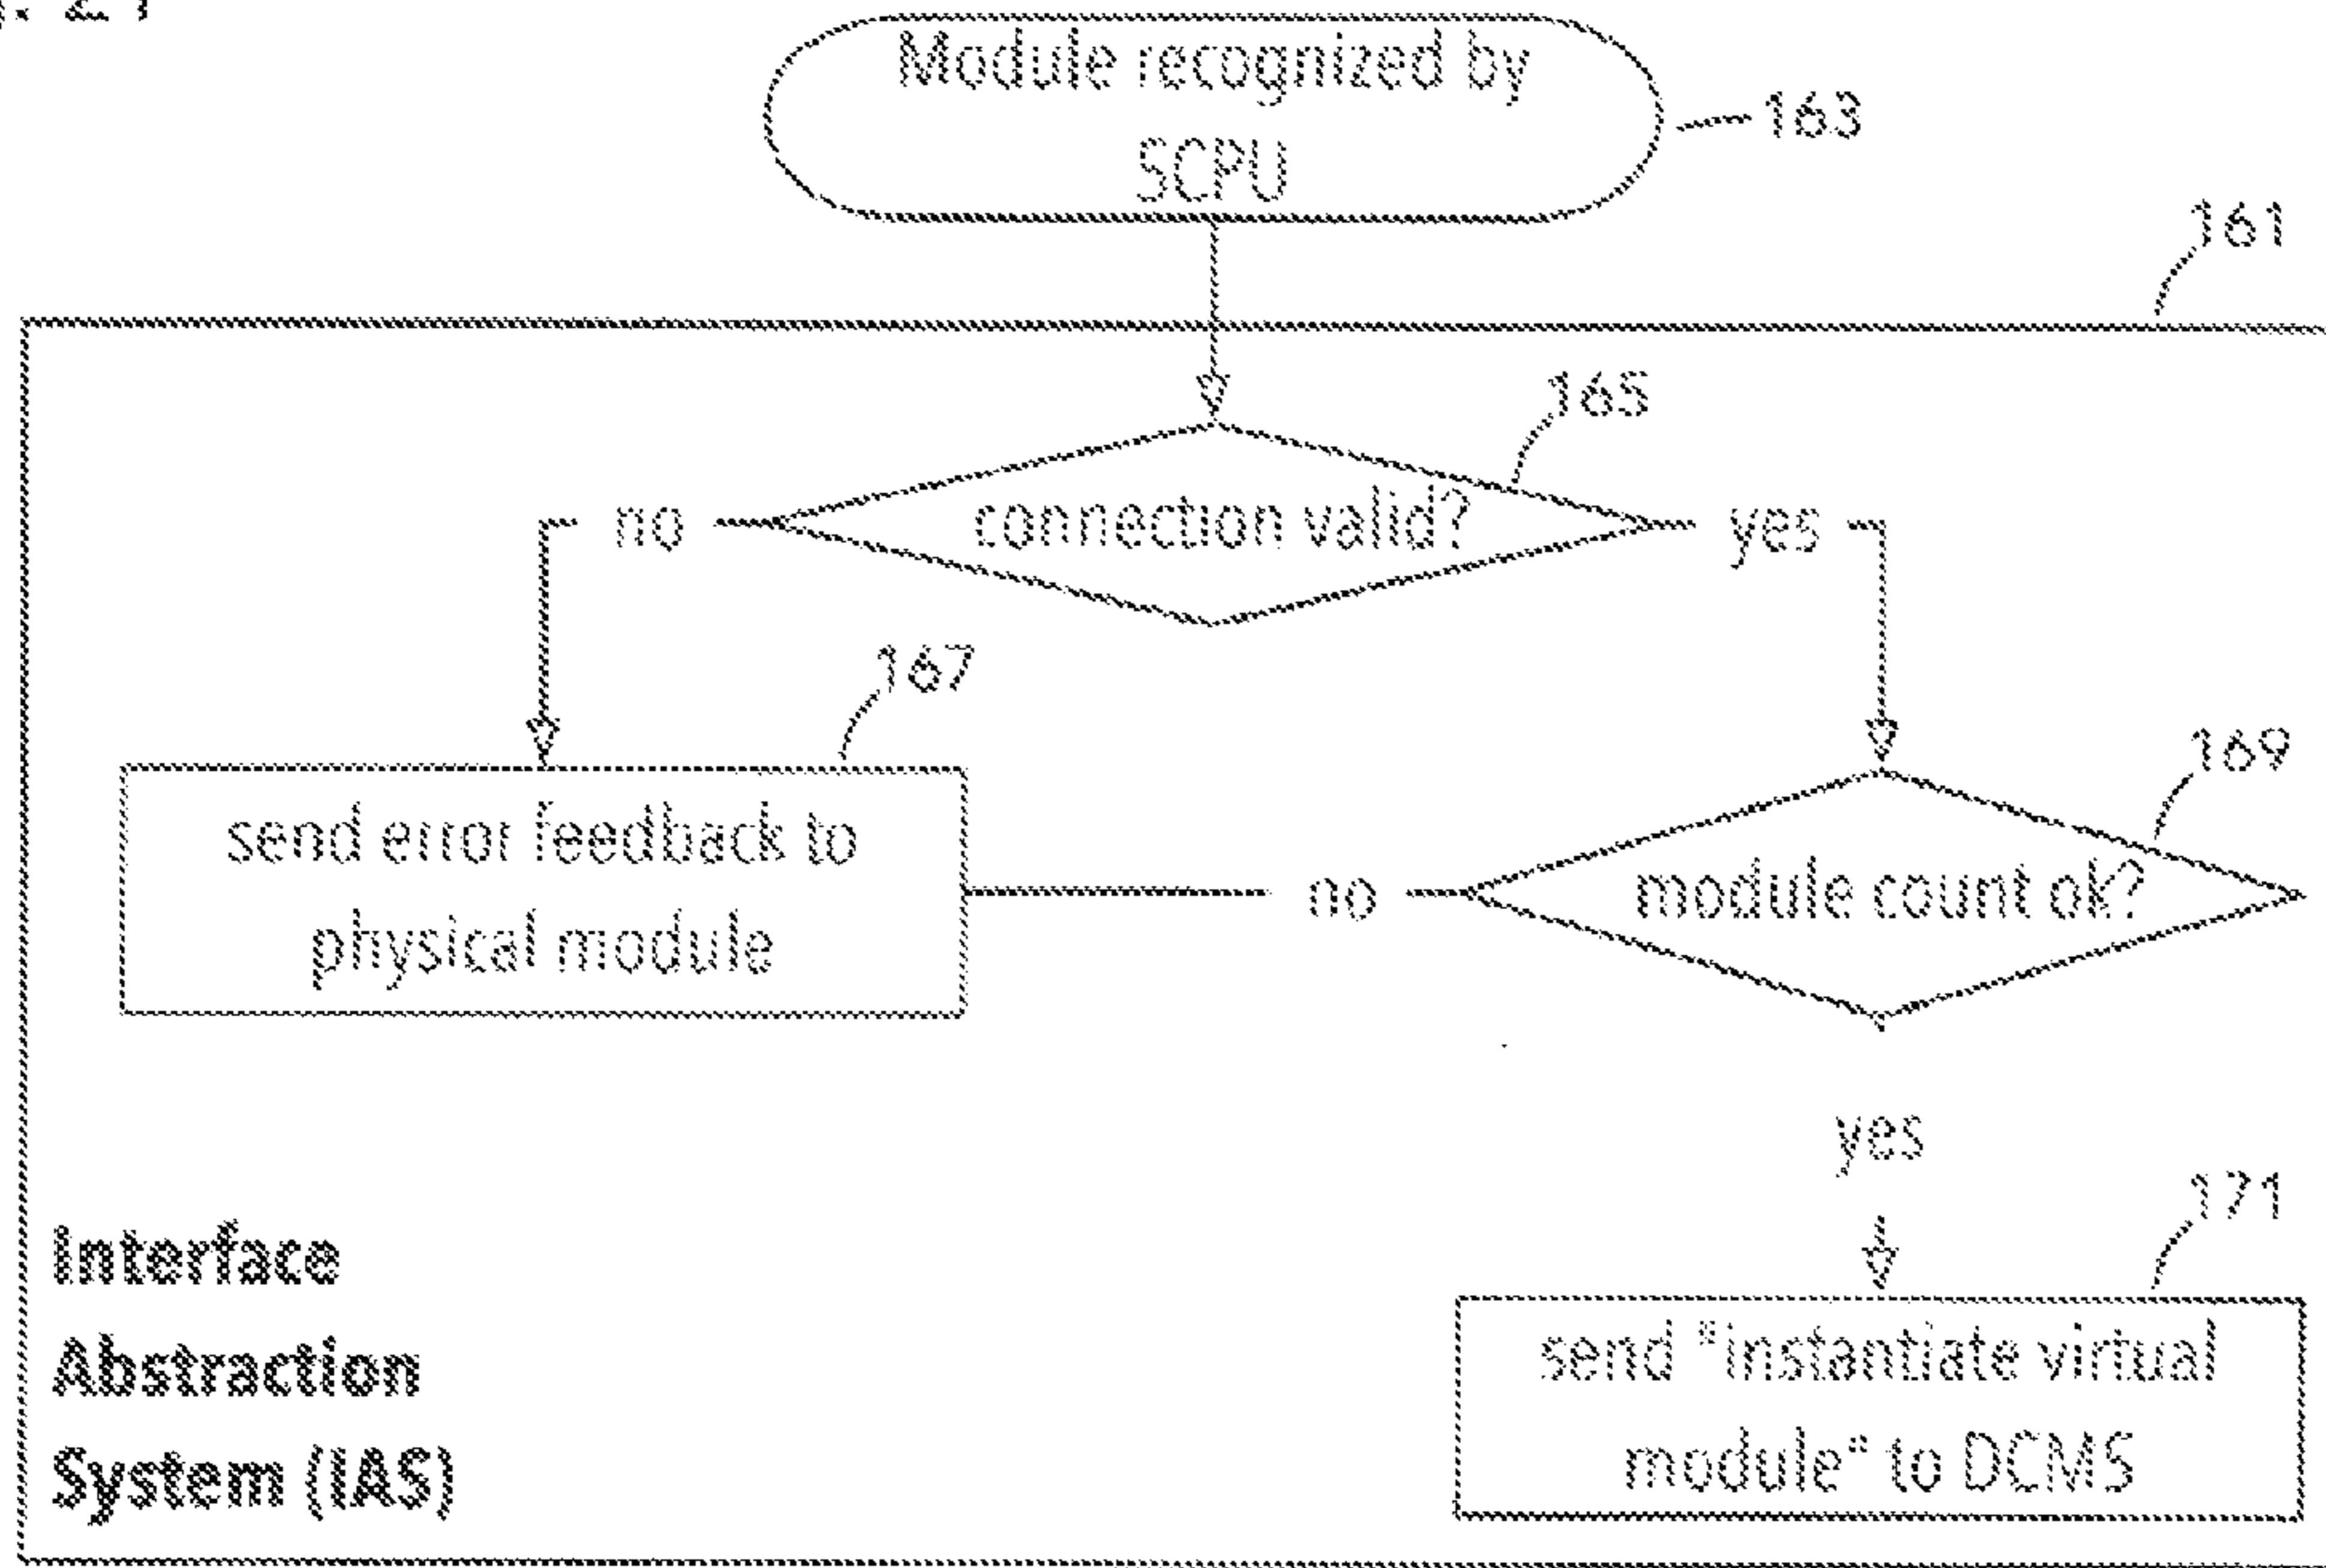 Module recognized by
SCPU
163
161
165
connection valid?
no
yes
167
169
send error feedback to
physical module
no
module count ok?
yes
171
send "instantiate virtual
module" to DCMS
Interface
Abstraction
System (IAS)